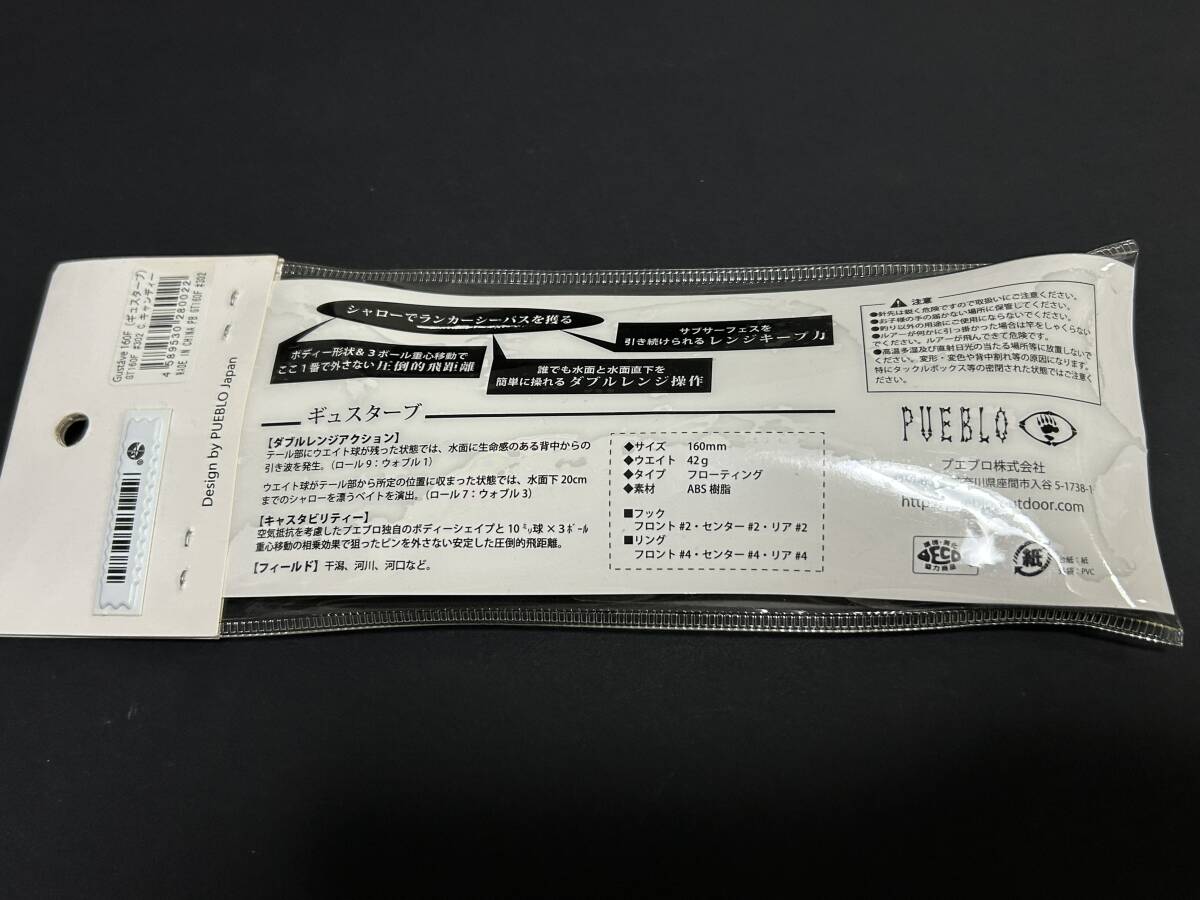 Gustave 160F (ギュスターブ)
GT160F #302 C.キャンディー
4 589530 280022
MADE IN CHINA PB GT160F #302
Design by PUEBLO Japan
シャローでランカーシーバスを獲る
ボディー形状&3ボール重心移動で
ここ1番で外さない圧倒的飛距離
サブサーフェスを
引き続けられるレンジキープ力
誰でも水面と水面直下を
簡単に操れるダブルレンジ操作
ギュスターブ
【ダブルレンジアクション】
テール部にウエイト球が残った状態では、水面に生命感のある背中からの
引き波を発生。（ロール9：ウォブル1）
ウエイト球がテール部から所定の位置に収まった状態では、水面下20cm
までのシャローを漂うベイトを演出。（ロール7：ウォブル3）
【キャスタビリティー】
空気抵抗を考慮したプエブロ独自のボディーシェイプと10㍉球×3ボール
重心移動の相乗効果で狙ったピンを外さない安定した圧倒的飛距離。
【フィールド】干潟、河川、河口など。
◆サイズ 160mm
◆ウエイト 42g
◆タイプ フローティング
◆素材 ABS樹脂
■フック
フロント#2・センター#2・リア#2
■リング
フロント#4・センター#4・リア#4
注意
●針先は鋭く危険ですので取扱いにご注意ください。
●お子様の手の届かない場所に保管してください。
●釣り以外の用途にご使用にならないでください。
●ルアーが何かに引っ掛かった場合は竿をしゃくらない
でください。ルアーが飛んできて危険です。
●高温多湿及び直射日光の当たる場所等に放置しないで
ください。変形・変色や背中割れ等の原因になります。
特にタックルボックス等の密閉された状態ではご注意く
ださい。
PUEBLO
プエブロ株式会社
奈川県座間市入谷5-1738-1
http tdoor.com
環境・美化
ECO
協力商品
紙
台紙：紙
袋：PVC